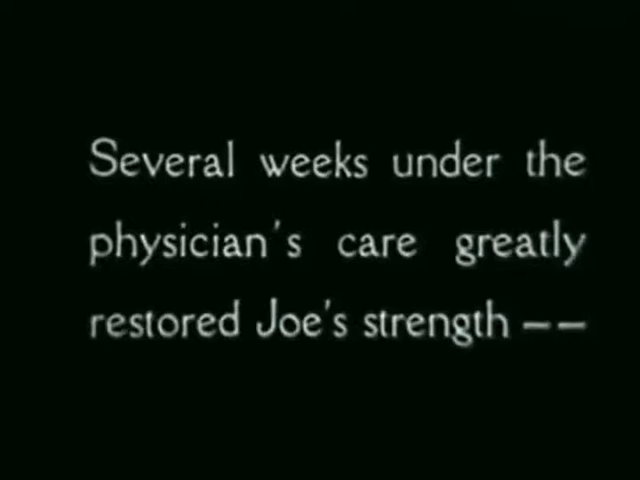 Several weeks under the
physician's care greatly
restored Joe's strength — —